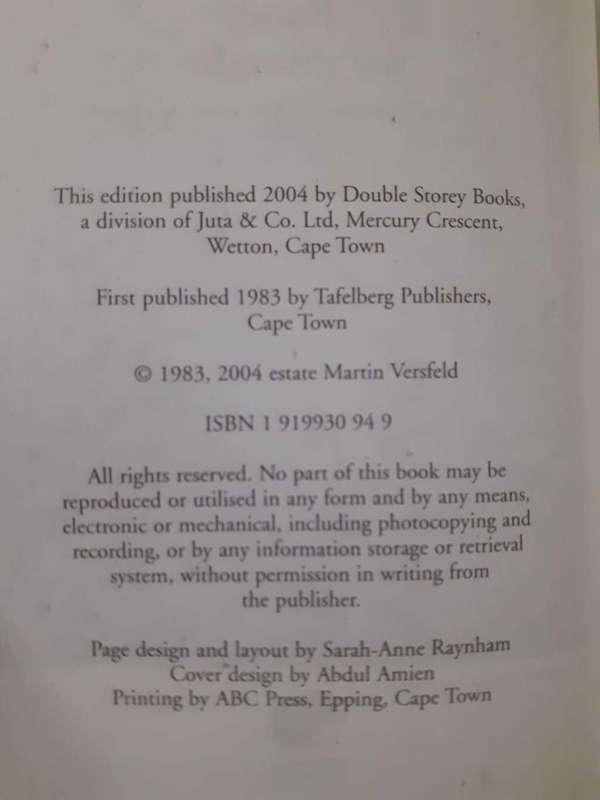 This edition published 2004 by Double Storey Books,
a division of Juta & Co. Ltd, Mercury Crescent,
Wetton, Cape Town
First published 1983 by Tafelberg Publishers,
Cape Town
© 1983, 2004 estate Martin Versfeld
ISBN 1 919930 94 9
All rights reserved. No part of this book may be
reproduced or utilised in any form and by any means,
electronic or mechanical, including photocopying and
recording, or by any information storage or retrieval
system, without permission in writing from
the publisher.
Page design and layout by Sarah-Anne Raynham
Cover design by Abdul Amien
Printing by ABC Press, Epping, Cape Town